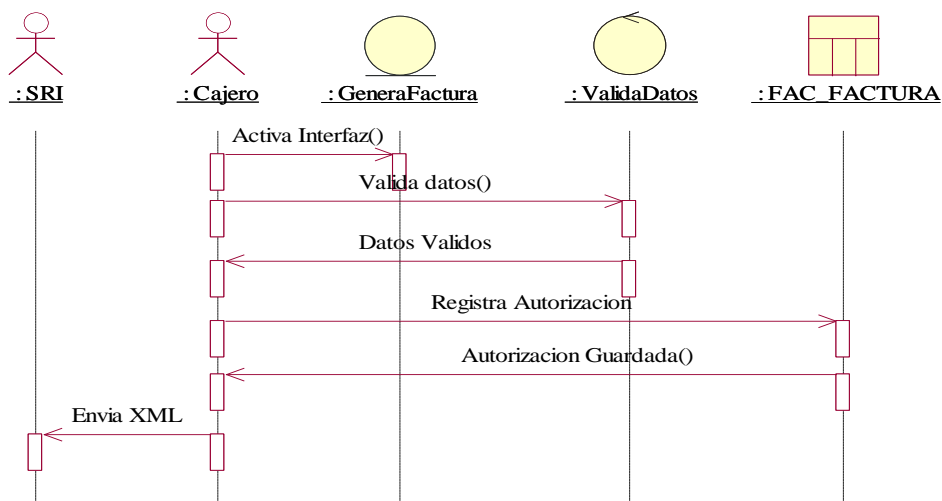 : SRI
: Cajero
: GeneraFactura
: ValidaDatos
: FAC_FACTURA
Activa Interfaz()
Valida datos()
Datos Validos
Registra Autorizacion
Autorizacion Guardada()
Envia XML